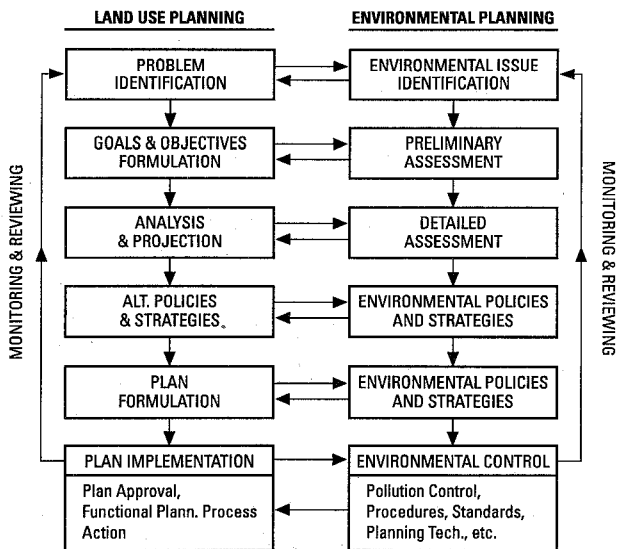 LAND USE PLANNING
ENVIRONMENTAL PLANNING
PROBLEM
IDENTIFICATION
ENVIRONMENTAL ISSUE
IDENTIFICATION
GOALS & OBJECTIVES
FORMULATION
PRELIMINARY
ASSESSMENT
ANALYSIS
& PROJECTION
DETAILED
ASSESSMENT
ALT. POLICIES
& STRATEGIES.
ENVIRONMENTAL POLICIES
AND STRATEGIES
PLAN
FORMULATION
ENVIRONMENTAL POLICIES
AND STRATEGIES
PLAN IMPLEMENTATION
Plan Approval,
Functional Plann. Process
Action
ENVIRONMENTAL CONTROL
Pollution Control,
Procedures, Standards,
Planning Tech., etc.
MONITORING & REVIEWING
MONITORING & REVIEWING